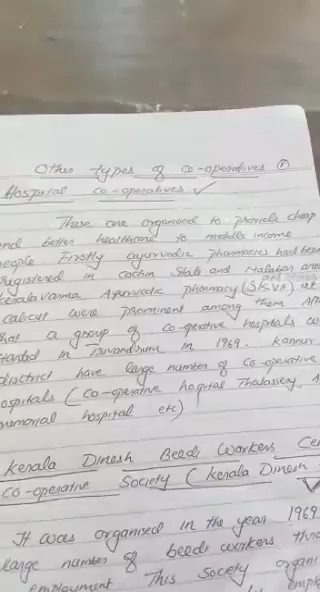 Other types of co-operatives ①
Hospital co-operatives ✓
These are organised to provide cheap
and better healthcare to middle income
people Firstly ayurvedic pharmacies had been
registered in Cochin State and Malabar area
Kerala Varma Ayurvedic pharmacy (SKVA) at
calicut were prominent among them
that a group of co-operative hospitals
started in Trivandrum in 1969. Kannur
district have large number of co-operative
hospitals (co-operative hospital Thalassery,
memorial hospital etc)
Kerala Dinesh Beedi Workers
co-operative Society (Kerala Dinesh
It was organised in the year 1969
large number of beedi workers
employment This society